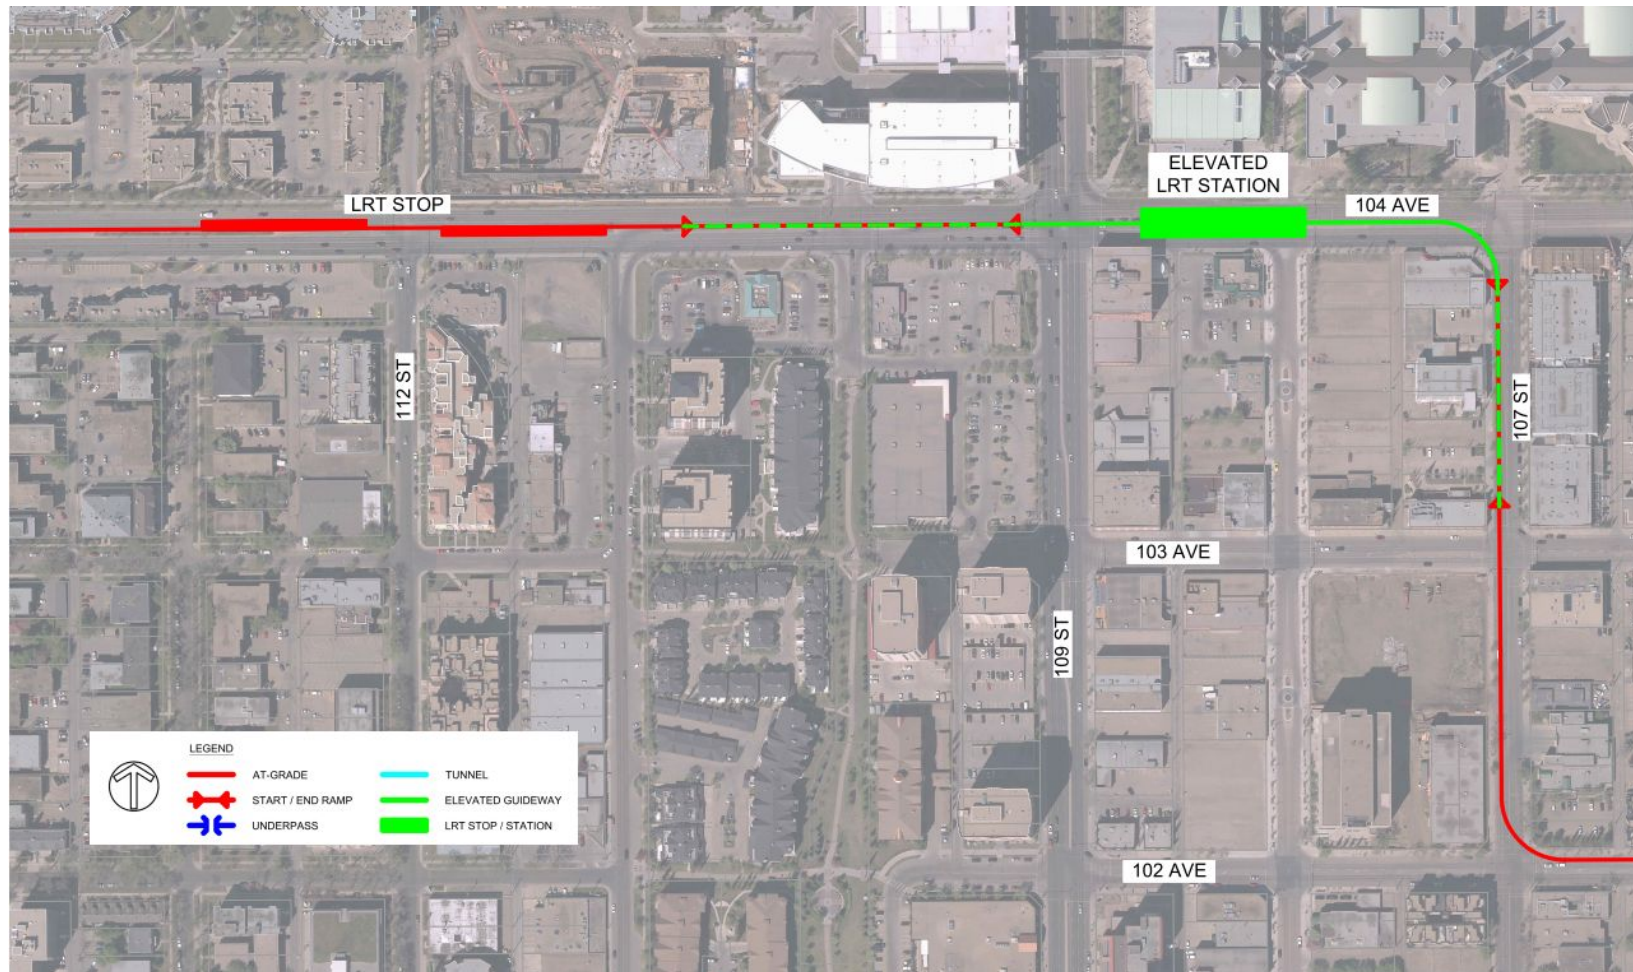 ELEVATED
LRT STATION
LRT STOP
104 AVE
112 ST
107 ST
103 AVE
109 ST
102 AVE
LEGEND
AT-GRADE
TUNNEL
START / END RAMP
ELEVATED GUIDEWAY
UNDERPASS
LRT STOP / STATION